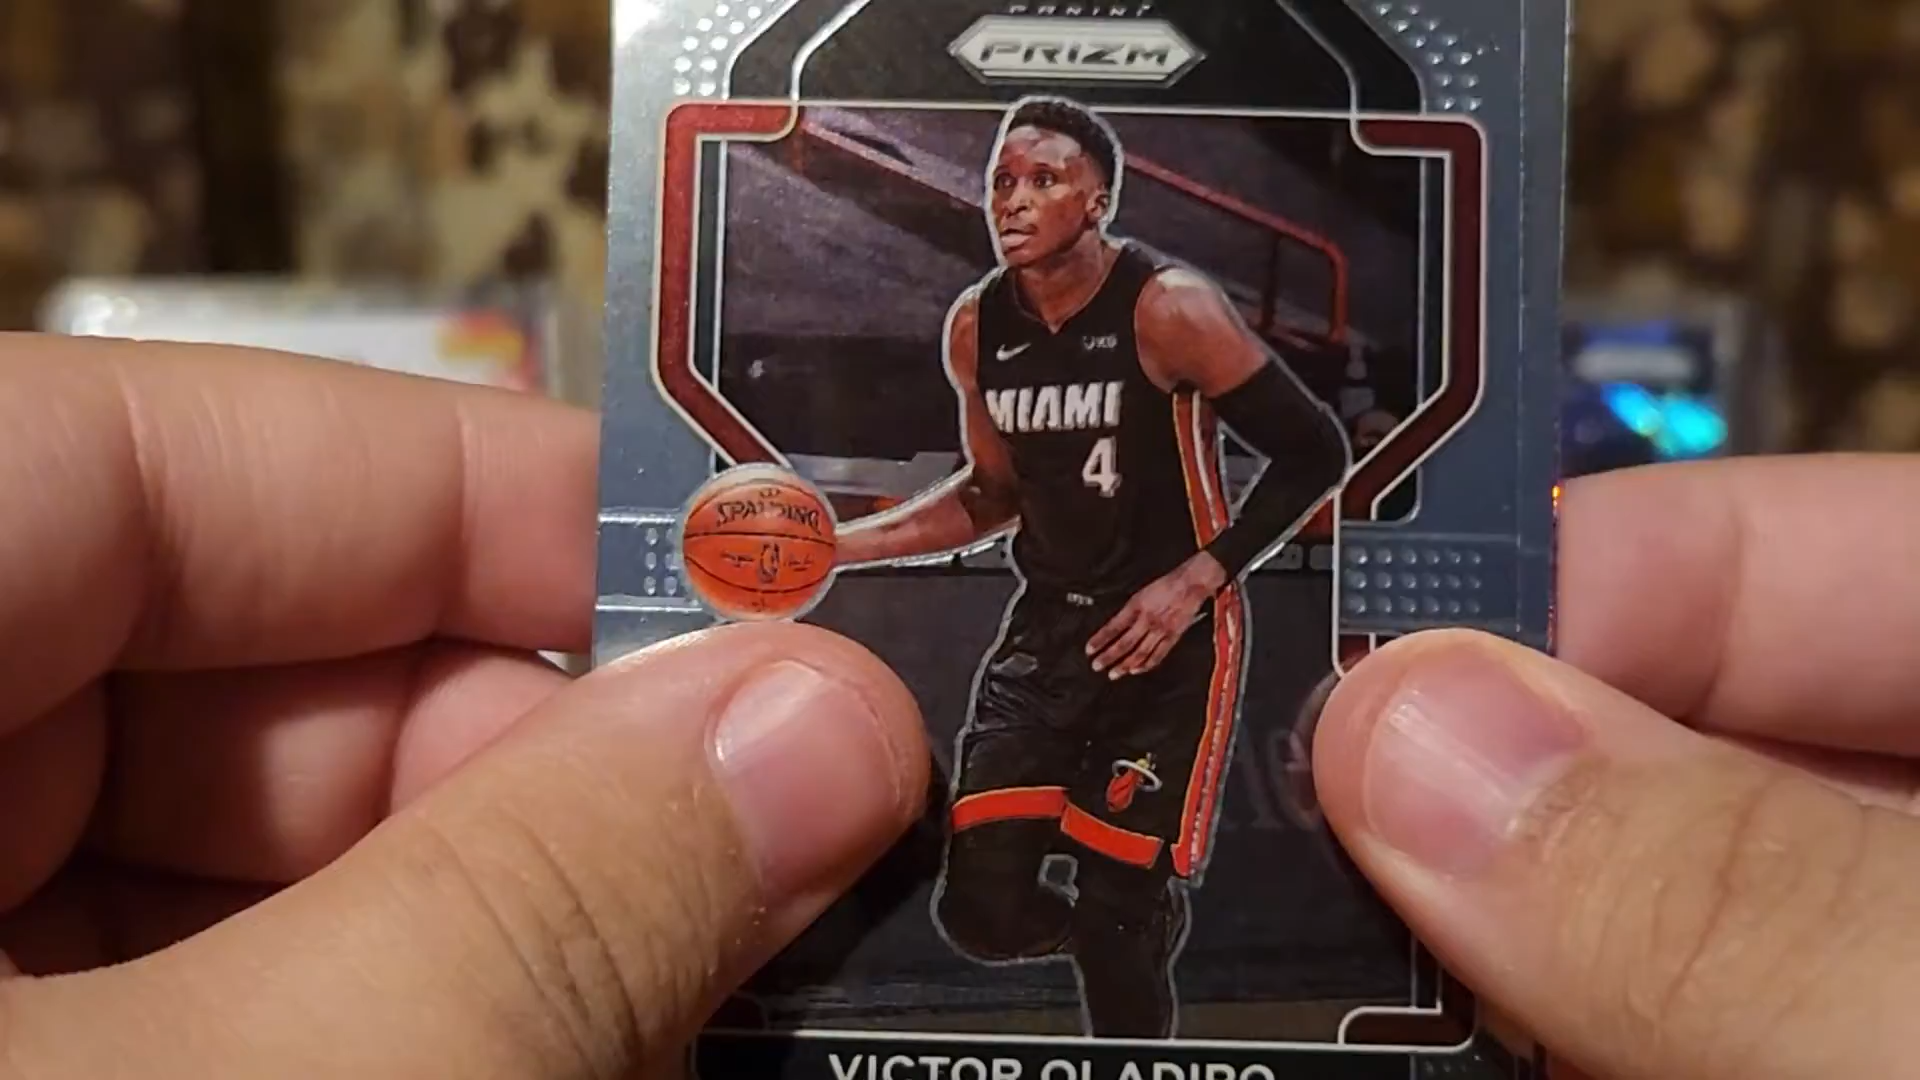 PANINI
PRIZM
MIAMI
4
SPALDING
VICTOR OLADIPO